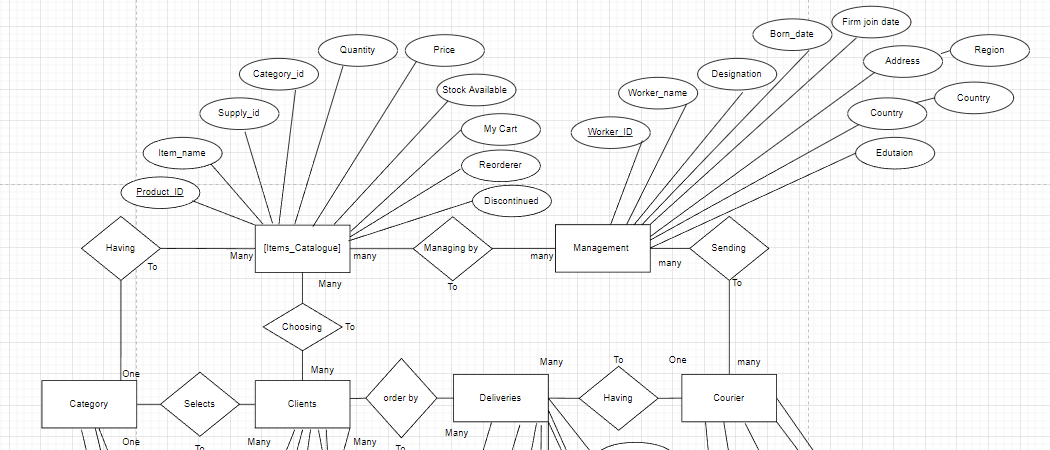 Firm join date
Born_date
Quantity
Price
Region
Address
Category_id
Designation
Stock Available
Worker_name
Country
Supply_id
Country
My Cart
Worker_ID
Item_name
Edutaion
Reorderer
Product_ID
Discontinued
Having
Many
[Items_Catalogue]
many
Managing by
many
Management
many
Sending
To
To
To
Many
Choosing
To
One
Many
Many
To
One
many
Category
Selects
Clients
order by
Deliveries
Having
Courier
One
To
Many
Many
To
Many